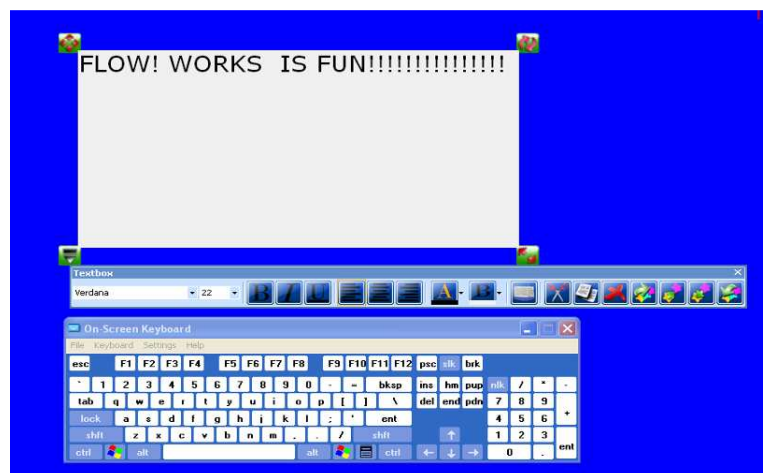 FLOW! WORKS  IS FUN!!!!!!!!!!!!!!!
Textbox
Verdana 22 B I U A B
On-Screen Keyboard
File Keyboard Settings Help
esc F1 F2 F3 F4 F5 F6 F7 F8 F9 F10 F11 F12 psc slk brk
` 1 2 3 4 5 6 7 8 9 0 - = bksp ins hm pup nlk / * -
tab q w e r t y u i o p [ ] \ del end pdn 7 8 9 +
lock a s d f g h j k l ; ' ent 4 5 6
shft z x c v b n m , . / shft ↑ 1 2 3 ent
ctrl alt alt ctrl ← ↓ → 0 .